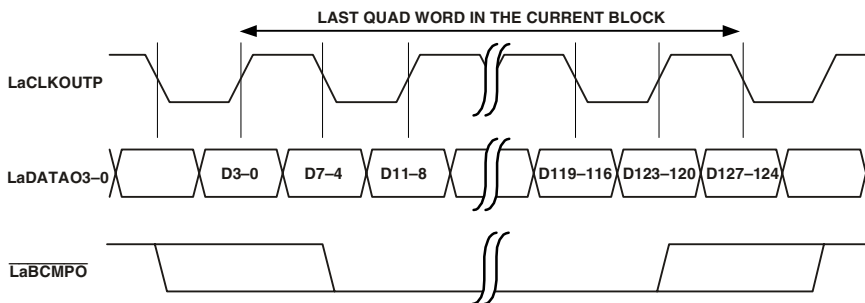 LAST QUAD WORD IN THE CURRENT BLOCK
LaCLKOUTP
LaDATAO3–0
D3–0
D7–4
D11–8
D119–116
D123–120
D127–124
LaBCMPO